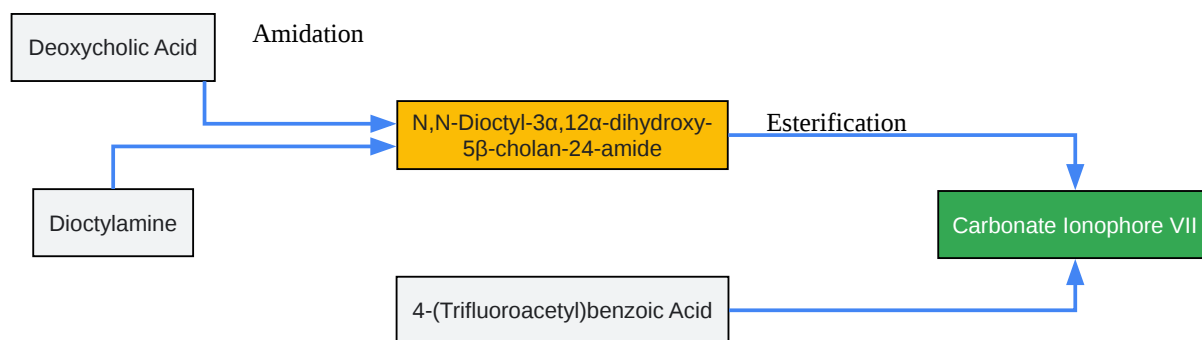 Deoxycholic Acid
Amidation
N,N-Dioctyl-3α,12α-dihydroxy-
5β-cholan-24-amide
Esterification
Dioctylamine
Carbonate Ionophore VII
4-(Trifluoroacetyl)benzoic Acid